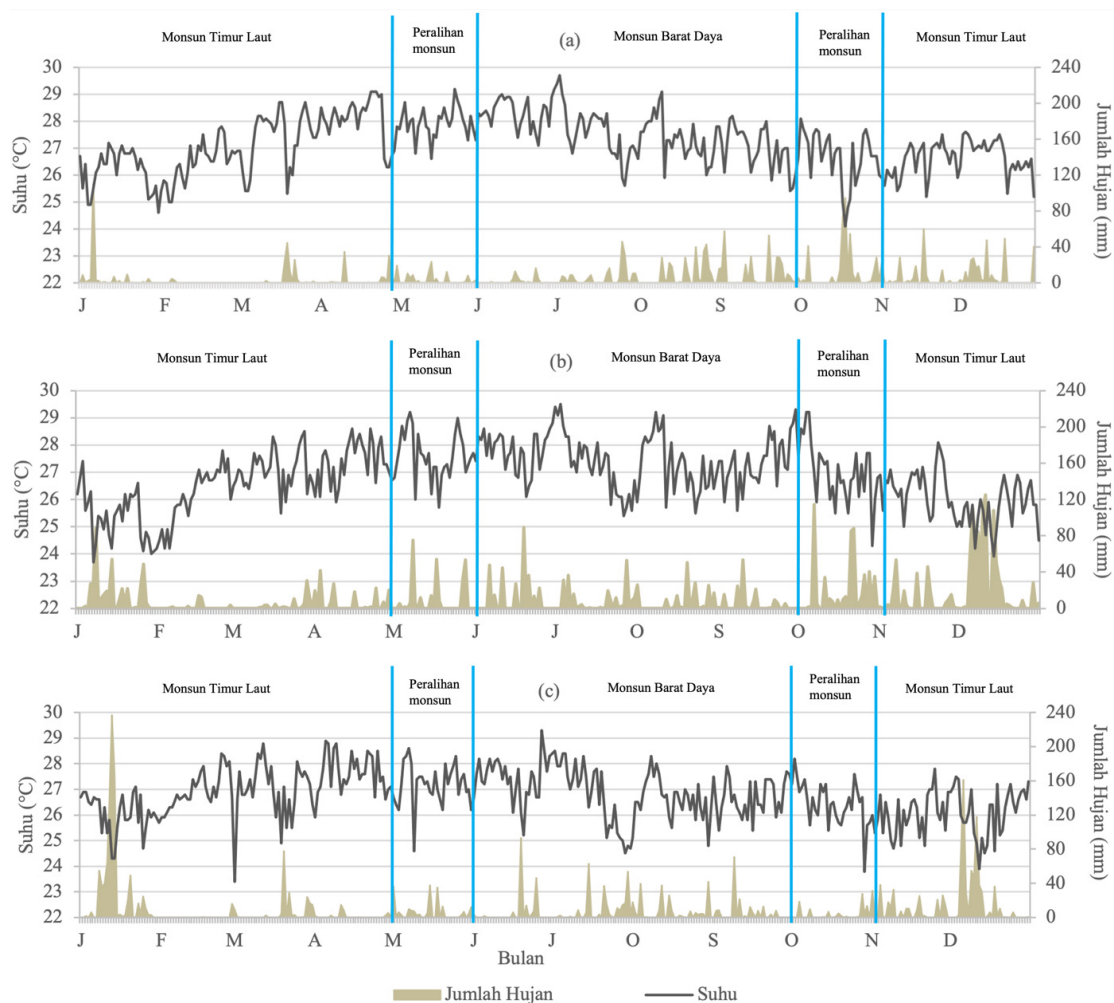 Monsun Timur Laut
Peralihan
monsun
(a)
Monsun Barat Daya
Peralihan
monsun
Monsun Timur Laut
Suhu (°C)
30
29
28
27
26
25
24
23
22
Jumlah Hujan (mm)
240
200
160
120
80
40
0
J F M A M J J O S O N D
Monsun Timur Laut
Peralihan
monsun
(b)
Monsun Barat Daya
Peralihan
monsun
Monsun Timur Laut
Suhu (°C)
30
29
28
27
26
25
24
23
22
Jumlah Hujan (mm)
240
200
160
120
80
40
0
J F M A M J J O S O N D
Monsun Timur Laut
Peralihan
monsun
(c)
Monsun Barat Daya
Peralihan
monsun
Monsun Timur Laut
Suhu (°C)
30
29
28
27
26
25
24
23
22
Jumlah Hujan (mm)
240
200
160
120
80
40
0
J F M A M J J O S O N D
Bulan
Jumlah Hujan
Suhu